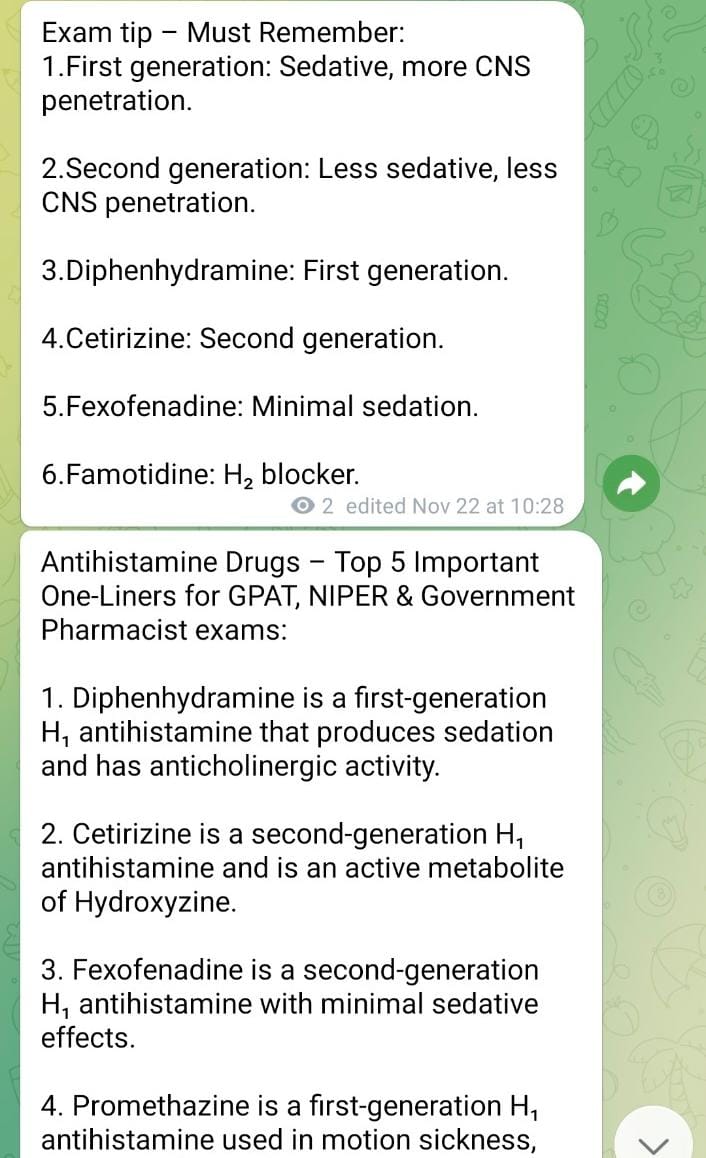 Exam tip – Must Remember:
1.First generation: Sedative, more CNS
penetration.
2.Second generation: Less sedative, less
CNS penetration.
3.Diphenhydramine: First generation.
4.Cetirizine: Second generation.
5.Fexofenadine: Minimal sedation.
6.Famotidine: H₂ blocker.
2 edited Nov 22 at 10:28
Antihistamine Drugs – Top 5 Important
One-Liners for GPAT, NIPER & Government
Pharmacist exams:
1. Diphenhydramine is a first-generation
H₁ antihistamine that produces sedation
and has anticholinergic activity.
2. Cetirizine is a second-generation H₁
antihistamine and is an active metabolite
of Hydroxyzine.
3. Fexofenadine is a second-generation
H₁ antihistamine with minimal sedative
effects.
4. Promethazine is a first-generation H₁
antihistamine used in motion sickness,